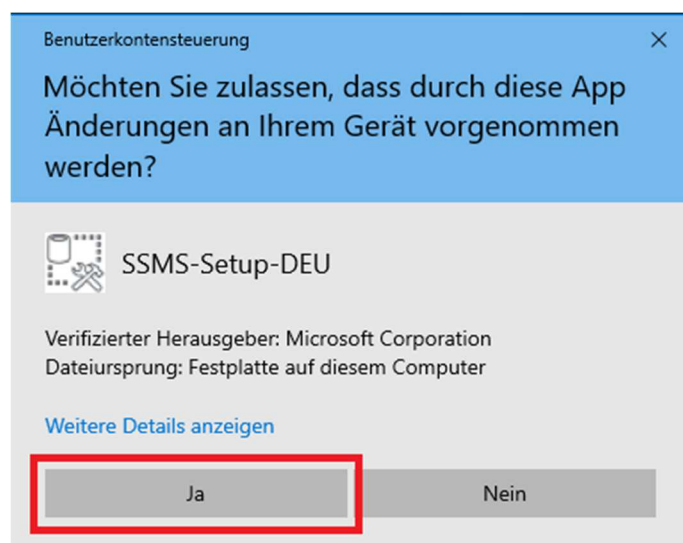 Benutzerkontensteuerung
Möchten Sie zulassen, dass durch diese App
Änderungen an Ihrem Gerät vorgenommen
werden?
SSMS-Setup-DEU
Verifizierter Herausgeber: Microsoft Corporation
Dateiursprung: Festplatte auf diesem Computer
Weitere Details anzeigen
Ja Nein